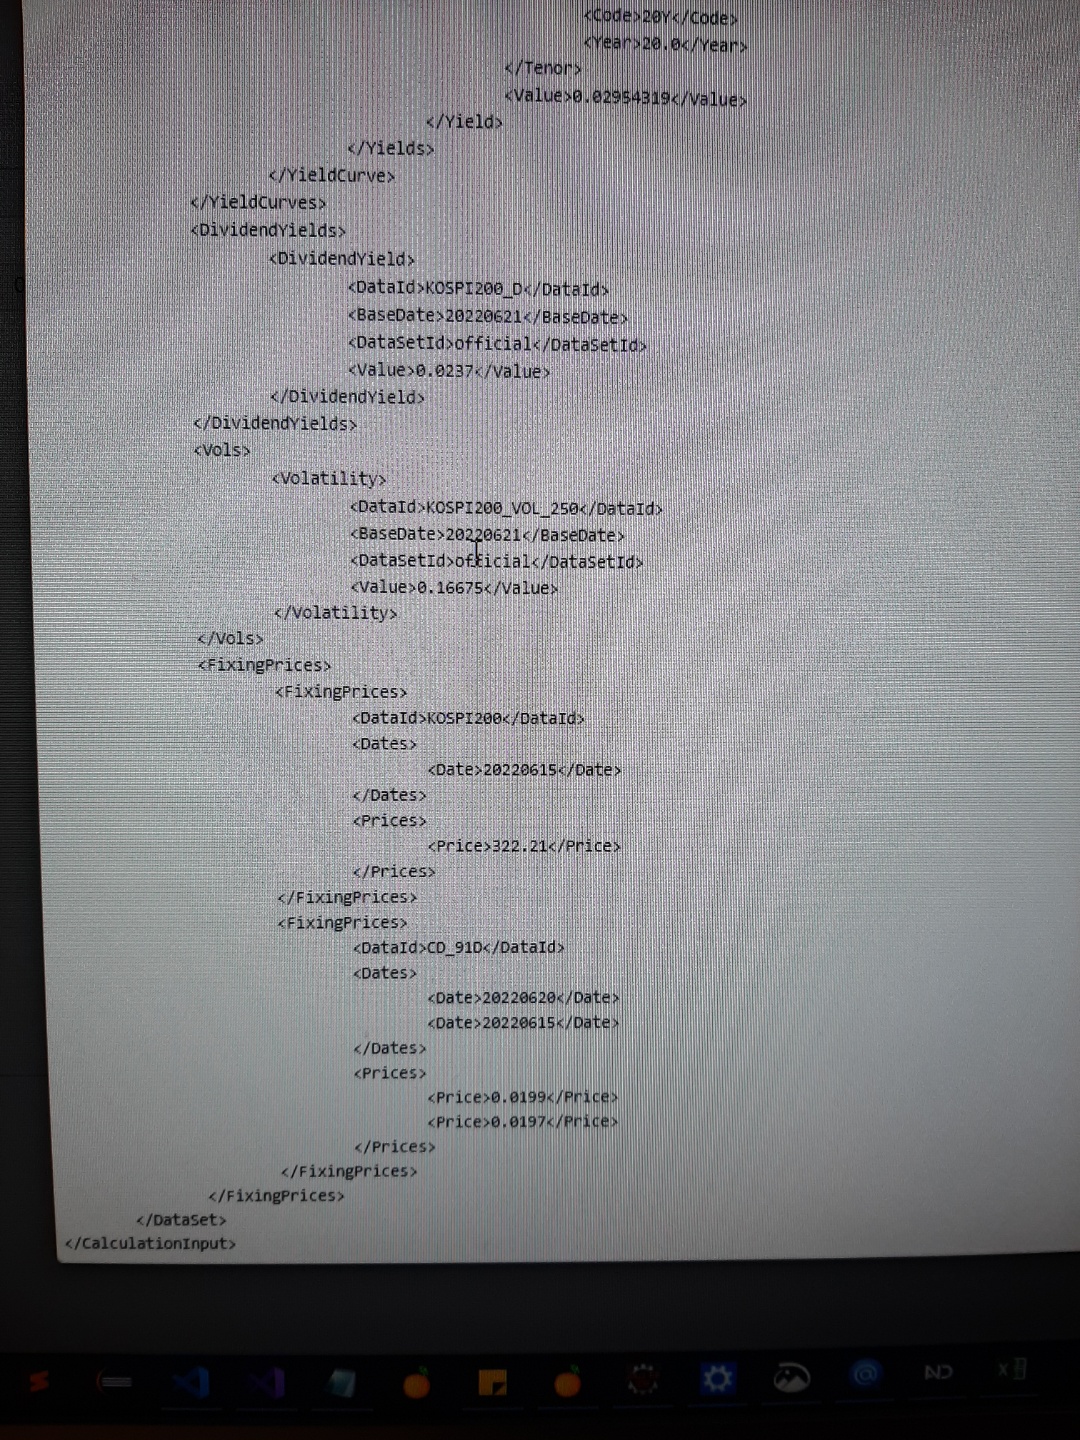 <Code>20Y</Code>
<Year>20.0</Year>
</Tenor>
<Value>0.02954319</Value>
</Yield>
</Yields>
</YieldCurve>
</YieldCurves>
<DividendYields>
<DividendYield>
<DataId>KOSPI200_D</DataId>
<BaseDate>20220621</BaseDate>
<DataSetId>official</DataSetId>
<Value>0.0237</Value>
</DividendYield>
</DividendYields>
<Vols>
<Volatility>
<DataId>KOSPI200_VOL_250</DataId>
<BaseDate>20220621</BaseDate>
<DataSetId>official</DataSetId>
<Value>0.16675</Value>
</Volatility>
</Vols>
<FixingPrices>
<FixingPrices>
<DataId>KOSPI200</DataId>
<Dates>
<Date>20220615</Date>
</Dates>
<Prices>
<Price>322.21</Price>
</Prices>
</FixingPrices>
<FixingPrices>
<DataId>CD_91D</DataId>
<Dates>
<Date>20220620</Date>
<Date>20220615</Date>
</Dates>
<Prices>
<Price>0.0199</Price>
<Price>0.0197</Price>
</Prices>
</FixingPrices>
</FixingPrices>
</DataSet>
</CalculationInput>